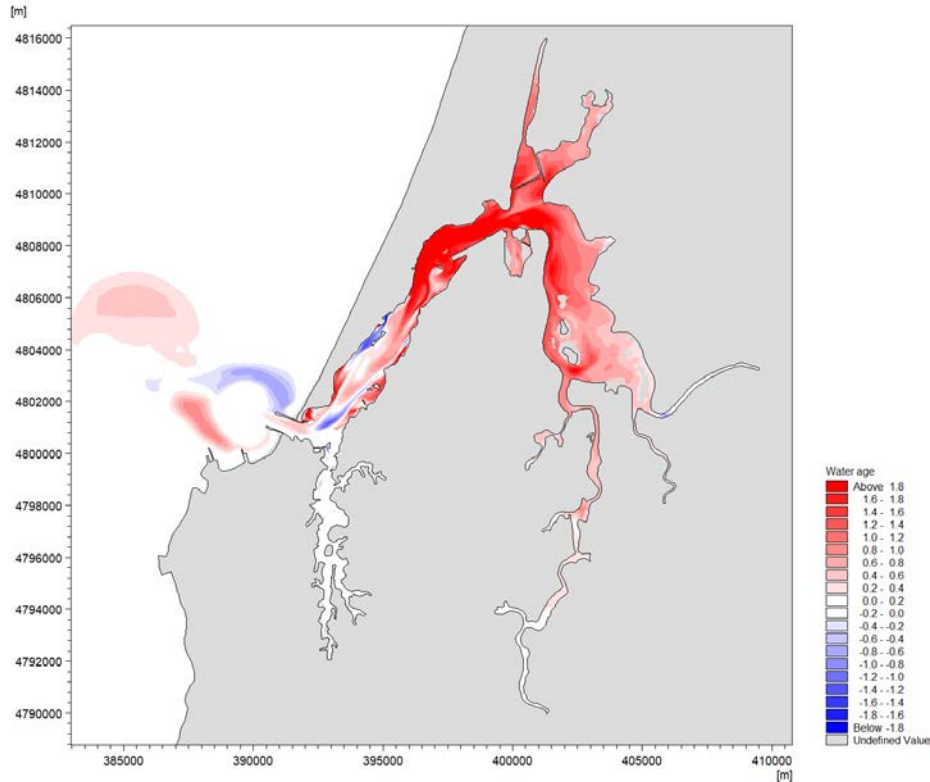 [m]
4816000
4814000
4812000
4810000
4808000
4806000
4804000
4802000
4800000
4798000
4796000
4794000
4792000
4790000
385000 390000 395000 400000 405000 410000
[m]
Water age
Above 1.8
1.6 - 1.8
1.4 - 1.6
1.2 - 1.4
1.0 - 1.2
0.8 - 1.0
0.6 - 0.8
0.4 - 0.6
0.2 - 0.4
0.0 - 0.2
-0.2 - 0.0
-0.4 - -0.2
-0.6 - -0.4
-0.8 - -0.6
-1.0 - -0.8
-1.2 - -1.0
-1.4 - -1.2
-1.6 - -1.4
-1.8 - -1.6
Below -1.8
Undefined Value